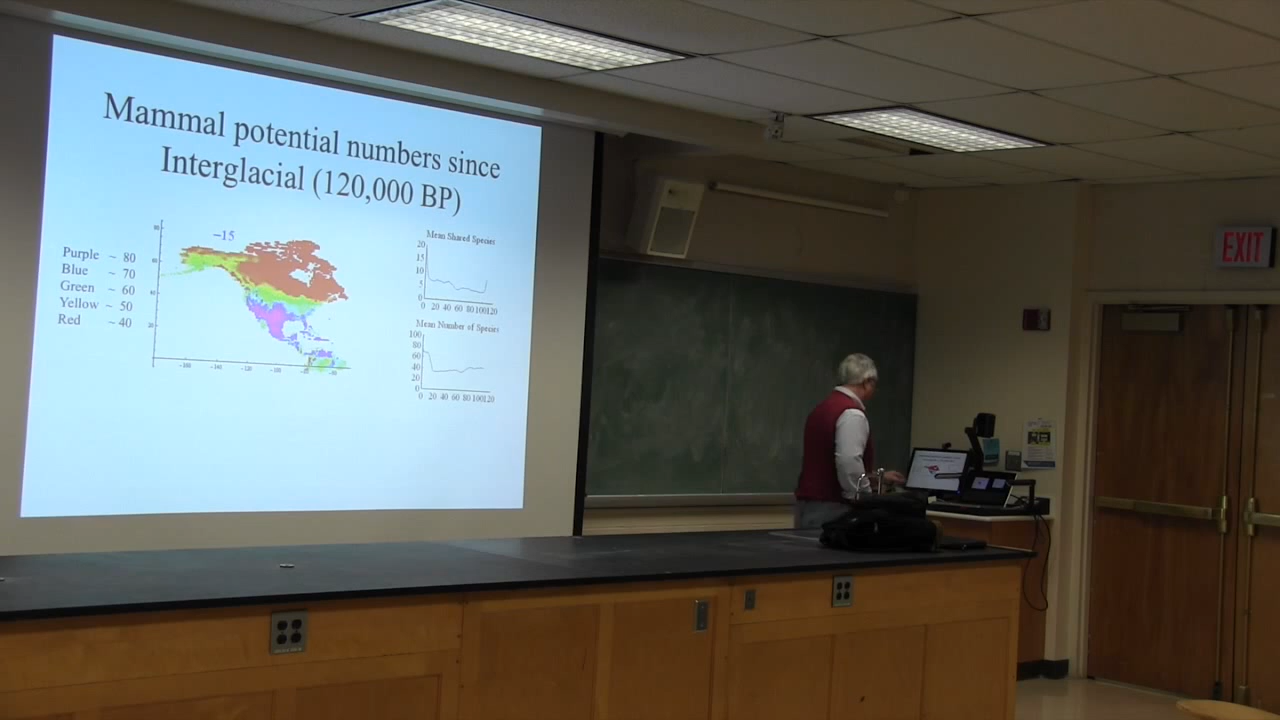 Mammal potential numbers since
Interglacial (120,000 BP)
Purple ~ 80
Blue ~ 70
Green ~ 60
Yellow ~ 50
Red ~ 40
-15
Mean Shared Species
20
15
10
5
0
0 20 40 60 80 100 120
Mean Number of Species
100
80
60
40
20
0
0 20 40 60 80 100 120
EXIT